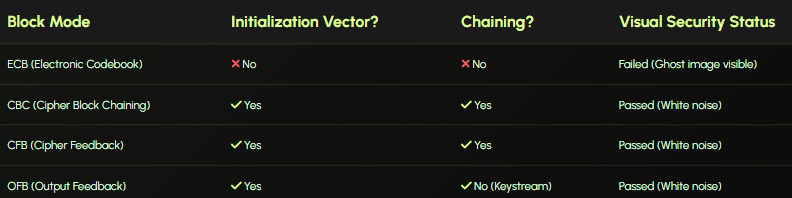 Block Mode Initialization Vector? Chaining? Visual Security Status
ECB (Electronic Codebook) ✕ No ✕ No Failed (Ghost image visible)
CBC (Cipher Block Chaining) ✓ Yes ✓ Yes Passed (White noise)
CFB (Cipher Feedback) ✓ Yes ✓ Yes Passed (White noise)
OFB (Output Feedback) ✓ Yes ✓ No (Keystream) Passed (White noise)